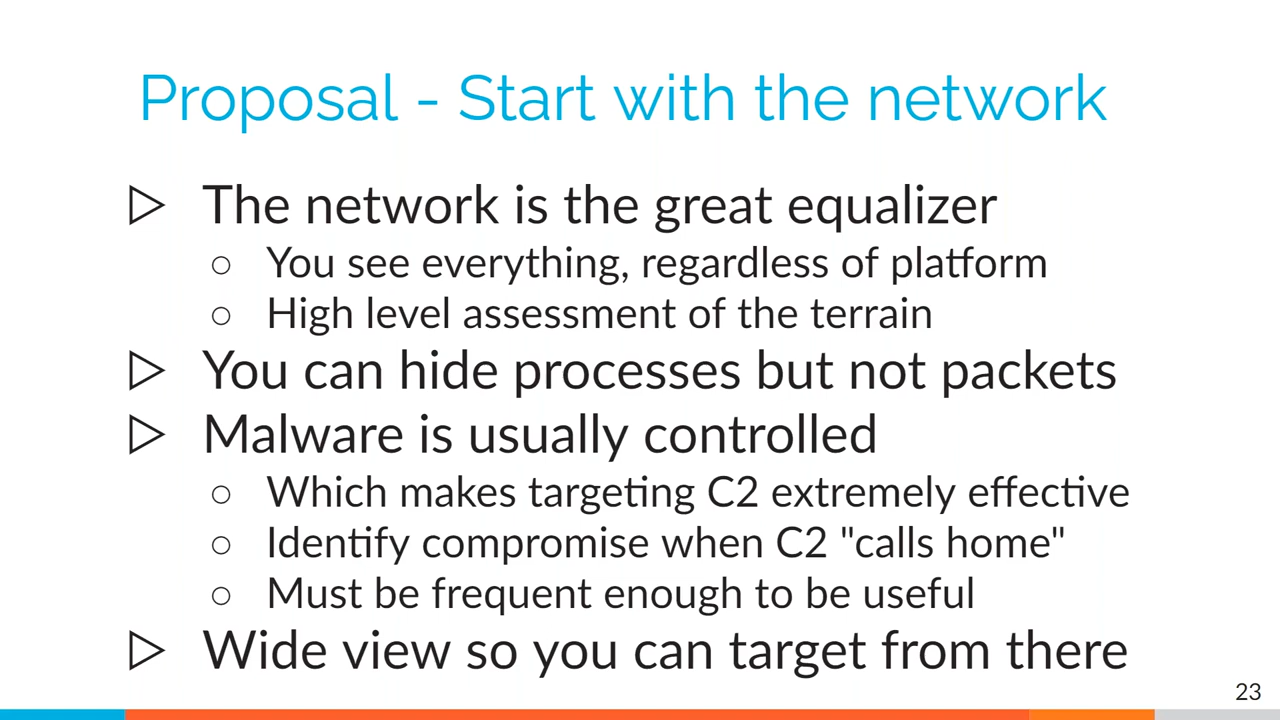 Proposal - Start with the network
▷ The network is the great equalizer
○ You see everything, regardless of platform
○ High level assessment of the terrain
▷ You can hide processes but not packets
▷ Malware is usually controlled
○ Which makes targeting C2 extremely effective
○ Identify compromise when C2 "calls home"
○ Must be frequent enough to be useful
▷ Wide view so you can target from there
23